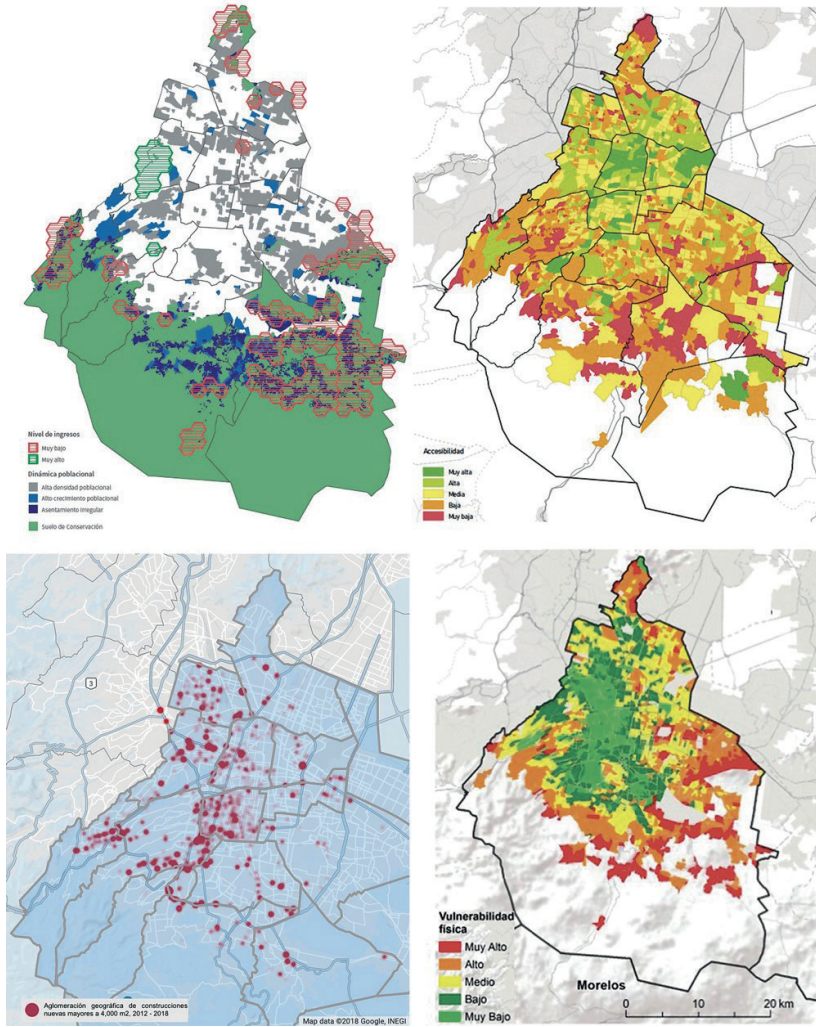 Nivel de ingresos
Muy bajo
Muy alto
Dinámica poblacional
Alta densidad poblacional
Alto crecimiento poblacional
Asentamiento Irregular
Suelo de Conservación
Accesibilidad
Muy alta
Alta
Media
Baja
Muy baja
3
Aglomeración geográfica de construcciones
nuevas mayores a 4,000 m2, 2012 - 2018
Map data ©2018 Google, INEGI
Vulnerabilidad
física
Muy Alto
Alto
Medio
Bajo
Muy Bajo
Morelos
0 10 20 km